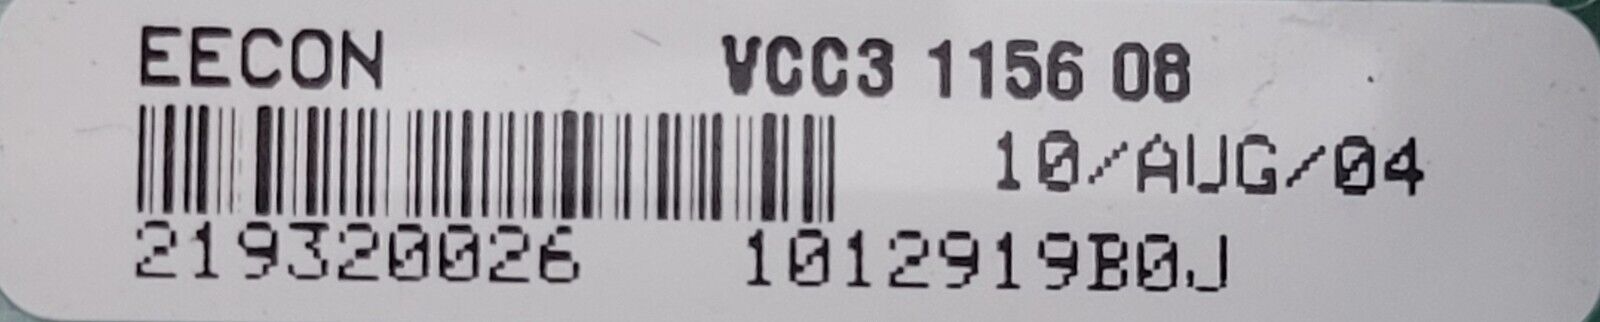 EECON VCC3 1156 08
10/AUG/04
219320026 1012919B0J